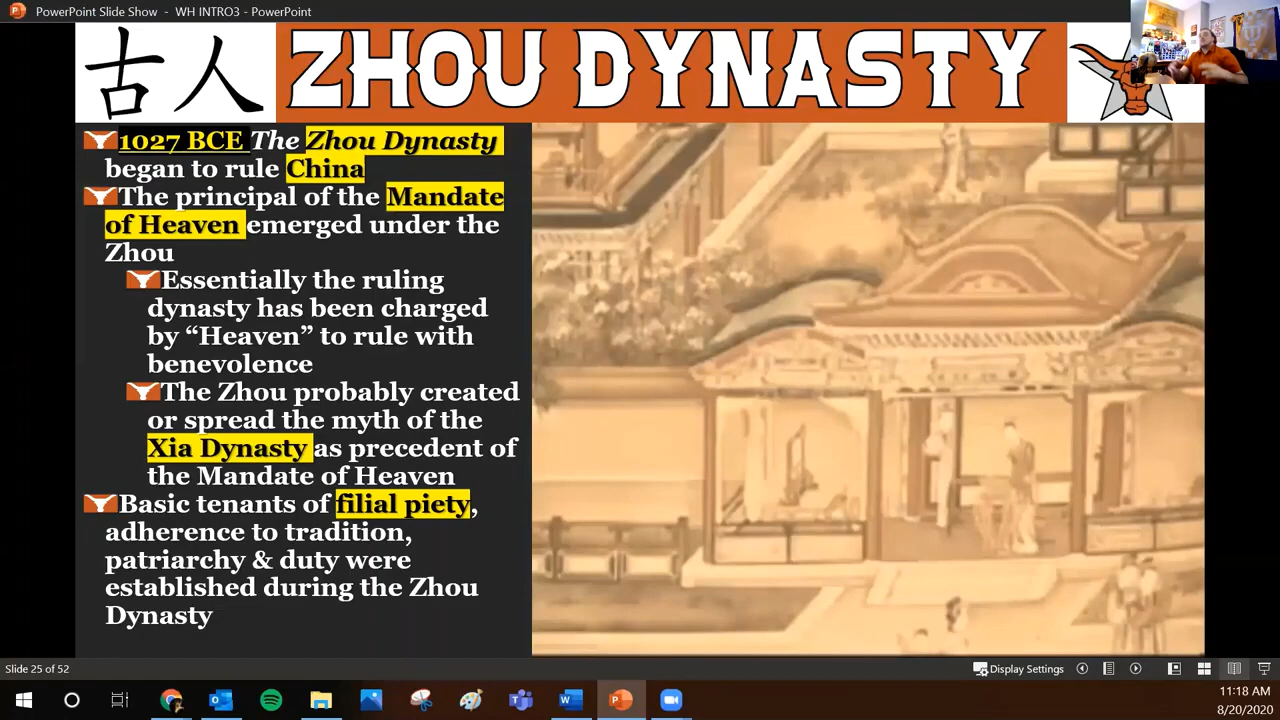 PowerPoint Slide Show - WH INTRO3 - PowerPoint
古人 ZHOU DYNASTY
1027 BCE The Zhou Dynasty
began to rule China
The principal of the Mandate
of Heaven emerged under the
Zhou
Essentially the ruling
dynasty has been charged
by “Heaven” to rule with
benevolence
The Zhou probably created
or spread the myth of the
Xia Dynasty as precedent of
the Mandate of Heaven
Basic tenants of filial piety,
adherence to tradition,
patriarchy & duty were
established during the Zhou
Dynasty
Slide 25 of 52
Display Settings
11:18 AM
8/20/2020